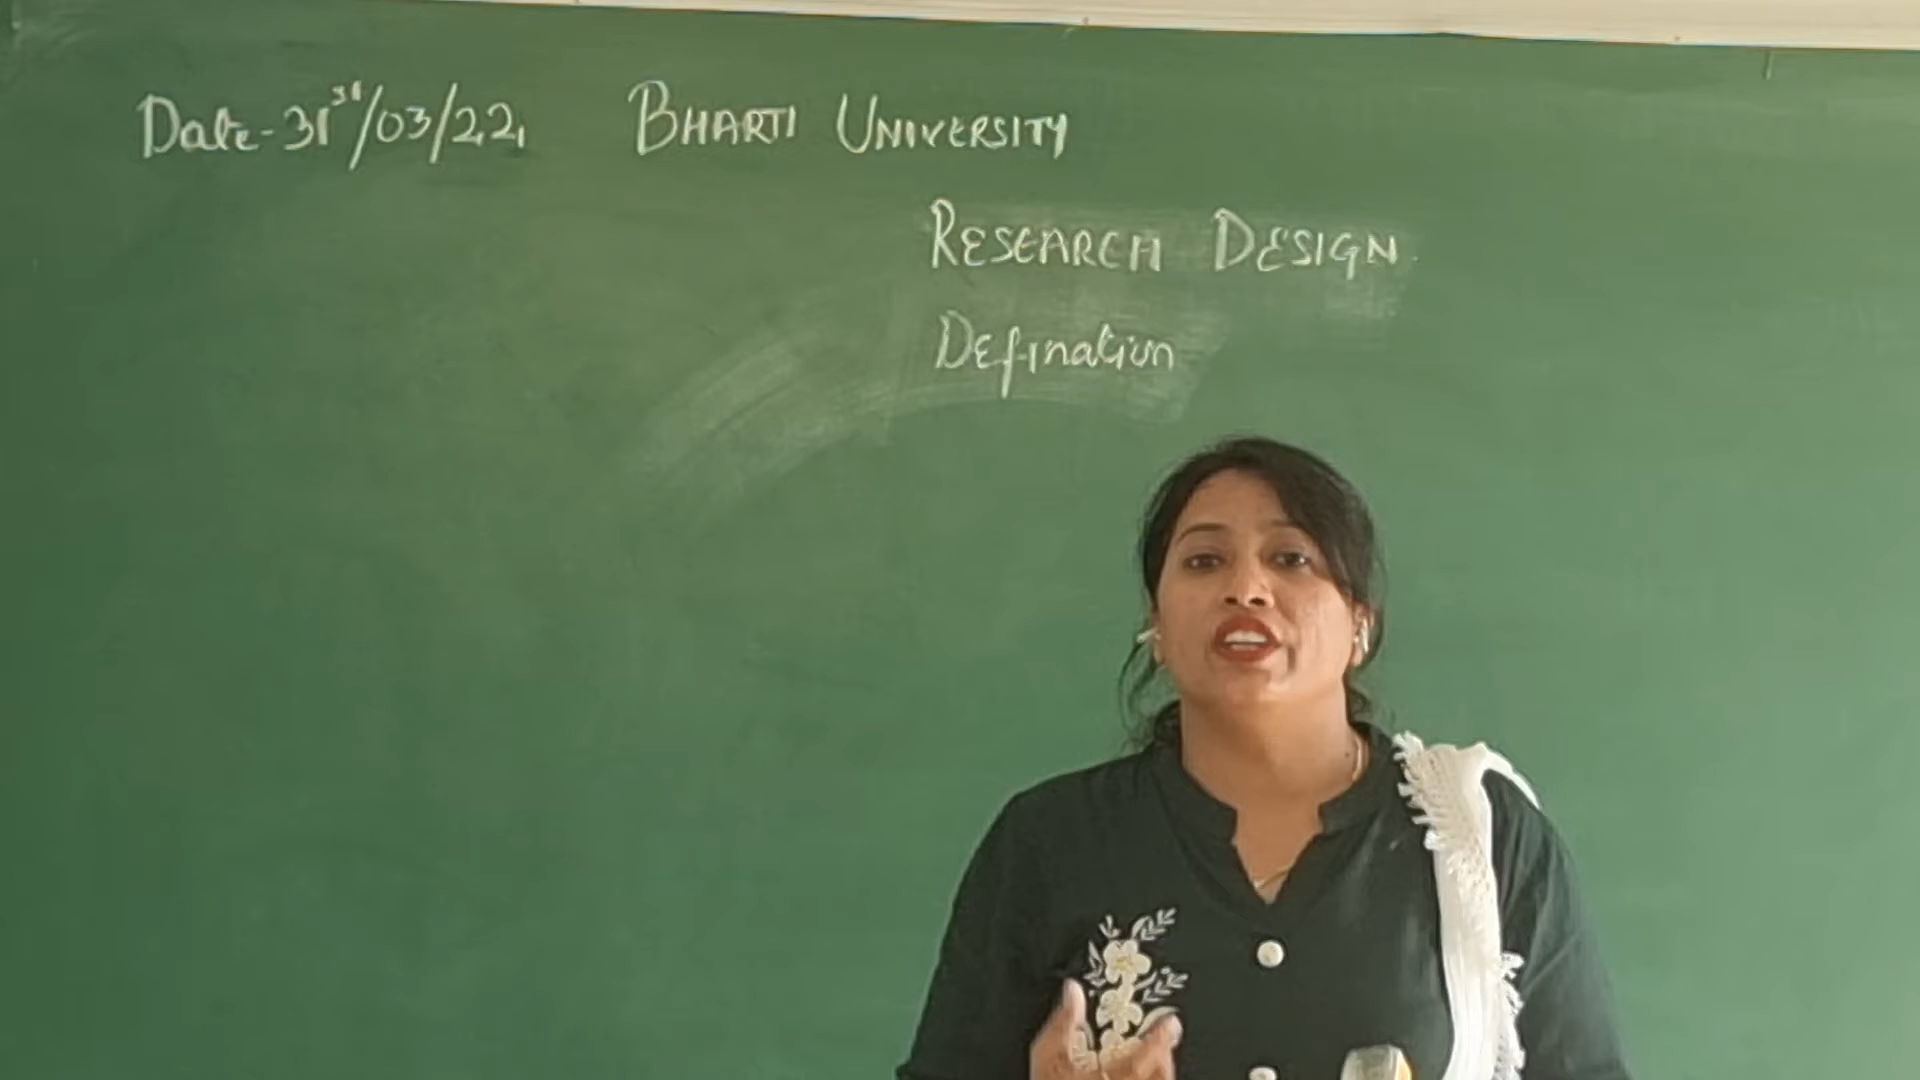 Date-31st/03/22, BHARTI UNIVERSITY
RESEARCH DESIGN.
Defination